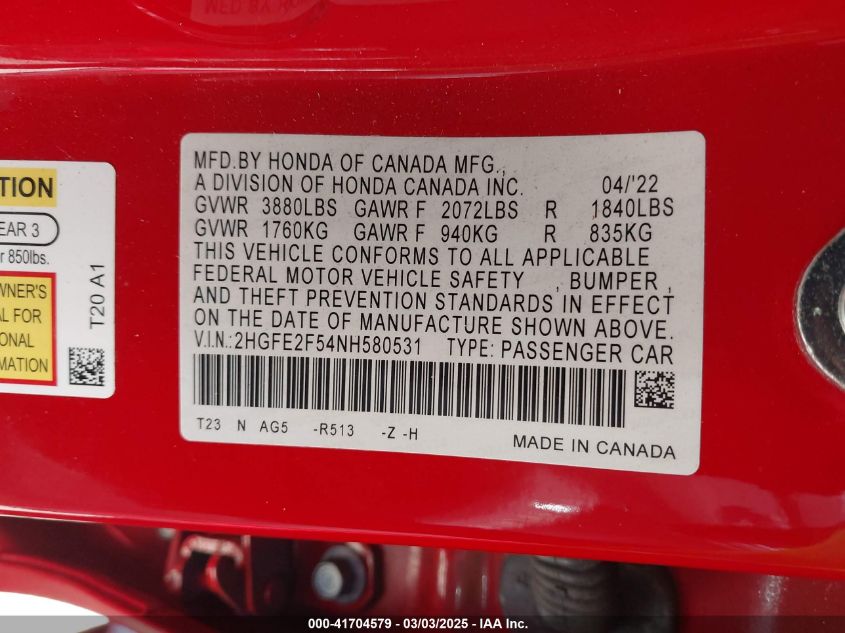 TION
EAR 3
r 850lbs.
WNER'S
AL FOR
ONAL
MATION
T20 A1
MFD.BY HONDA OF CANADA MFG.,
A DIVISION OF HONDA CANADA INC. 04/'22
GVWR 3880LBS GAWR F 2072LBS R 1840LBS
GVWR 1760KG GAWR F 940KG R 835KG
THIS VEHICLE CONFORMS TO ALL APPLICABLE
FEDERAL MOTOR VEHICLE SAFETY , BUMPER ,
AND THEFT PREVENTION STANDARDS IN EFFECT
ON THE DATE OF MANUFACTURE SHOWN ABOVE.
V.I.N.:2HGFE2F54NH580531 TYPE: PASSENGER CAR
T23 N AG5 -R513 -Z -H
MADE IN CANADA
000-41704579 - 03/03/2025 - IAA Inc.